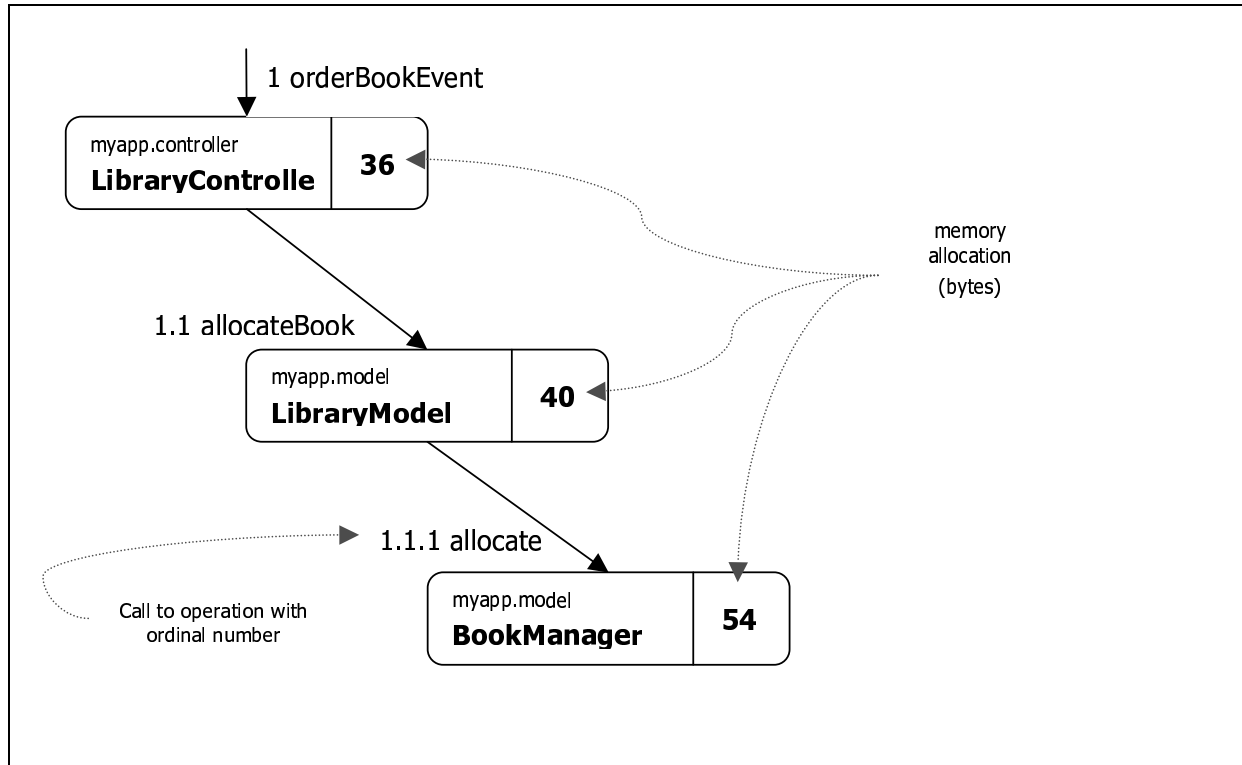 1 orderBookEvent
myapp.controller
LibraryControlle
36
memory
allocation
(bytes)
1.1 allocateBook
myapp.model
LibraryModel
40
1.1.1 allocate
myapp.model
BookManager
54
Call to operation with
ordinal number